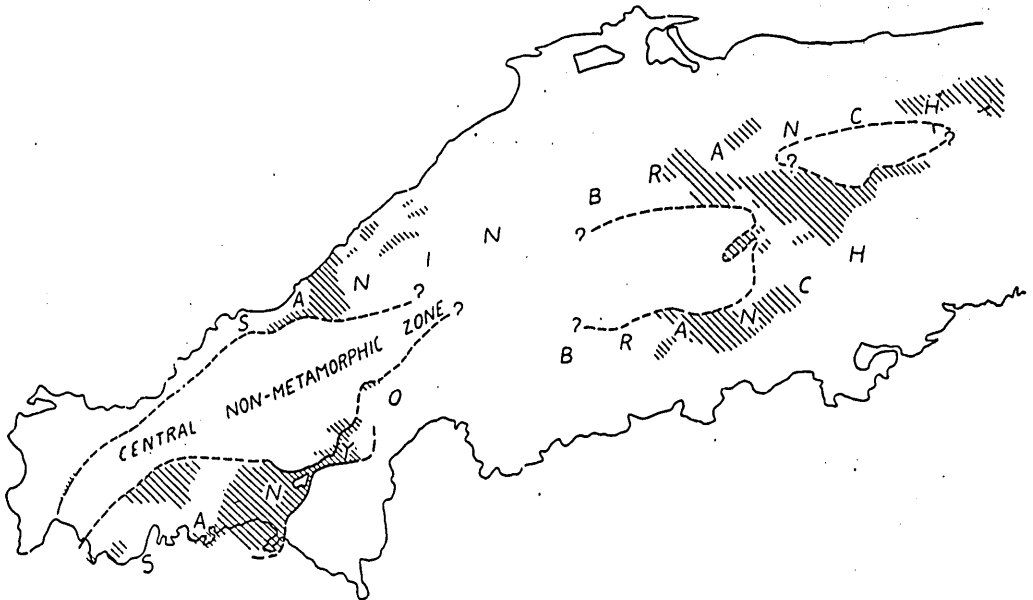 S A N I N B R A N C H
? ?
?
? ?
CENTRAL NON-METAMORPHIC ZONE
?
S A N Y O B R A N C H